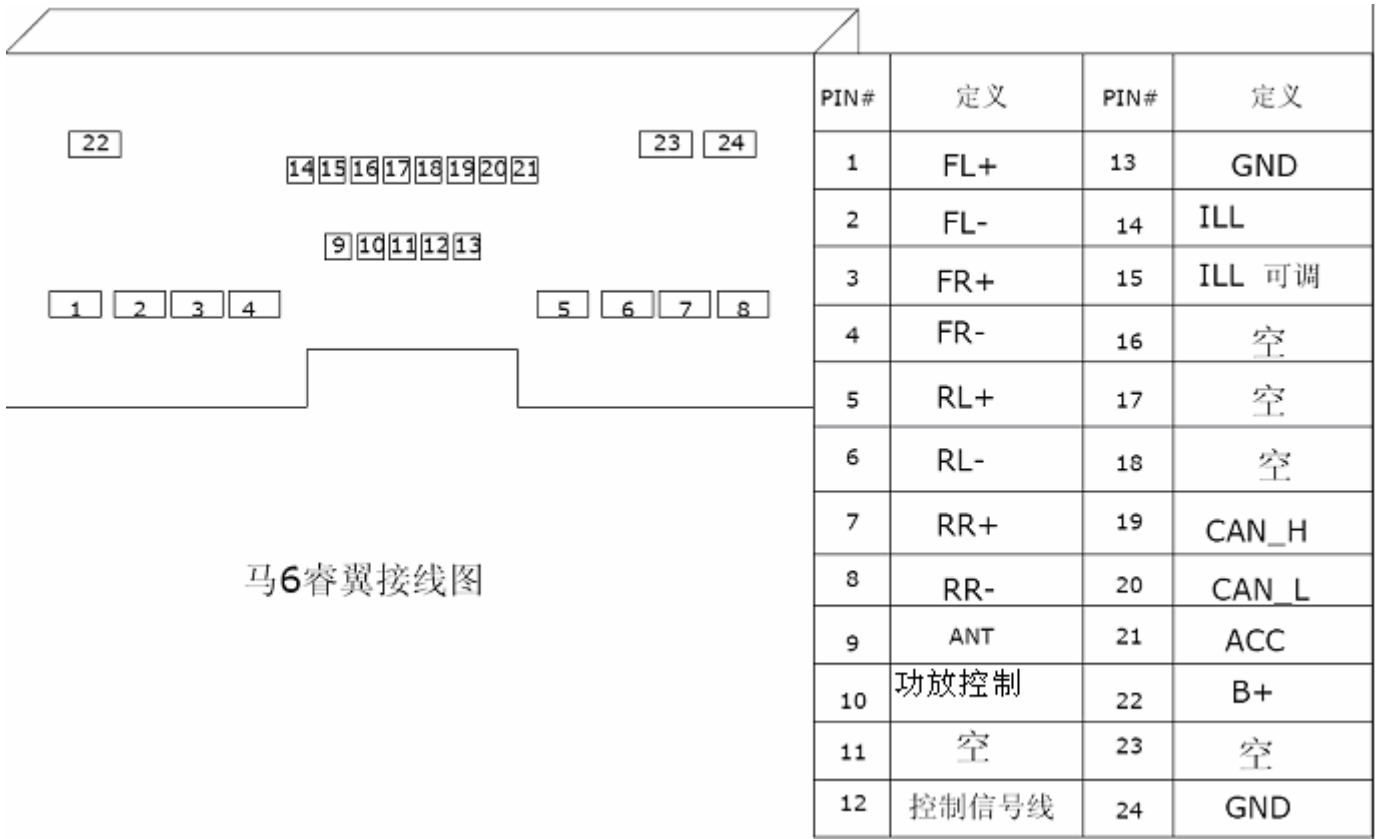 22
23 24
14 15 16 17 18 19 20 21
9 10 11 12 13
1 2 3 4 5 6 7 8
马6睿翼接线图
PIN# 定义 PIN# 定义
1 FL+ 13 GND
2 FL- 14 ILL
3 FR+ 15 ILL 可调
4 FR- 16 空
5 RL+ 17 空
6 RL- 18 空
7 RR+ 19 CAN_H
8 RR- 20 CAN_L
9 ANT 21 ACC
10 功放控制 22 B+
11 空 23 空
12 控制信号线 24 GND